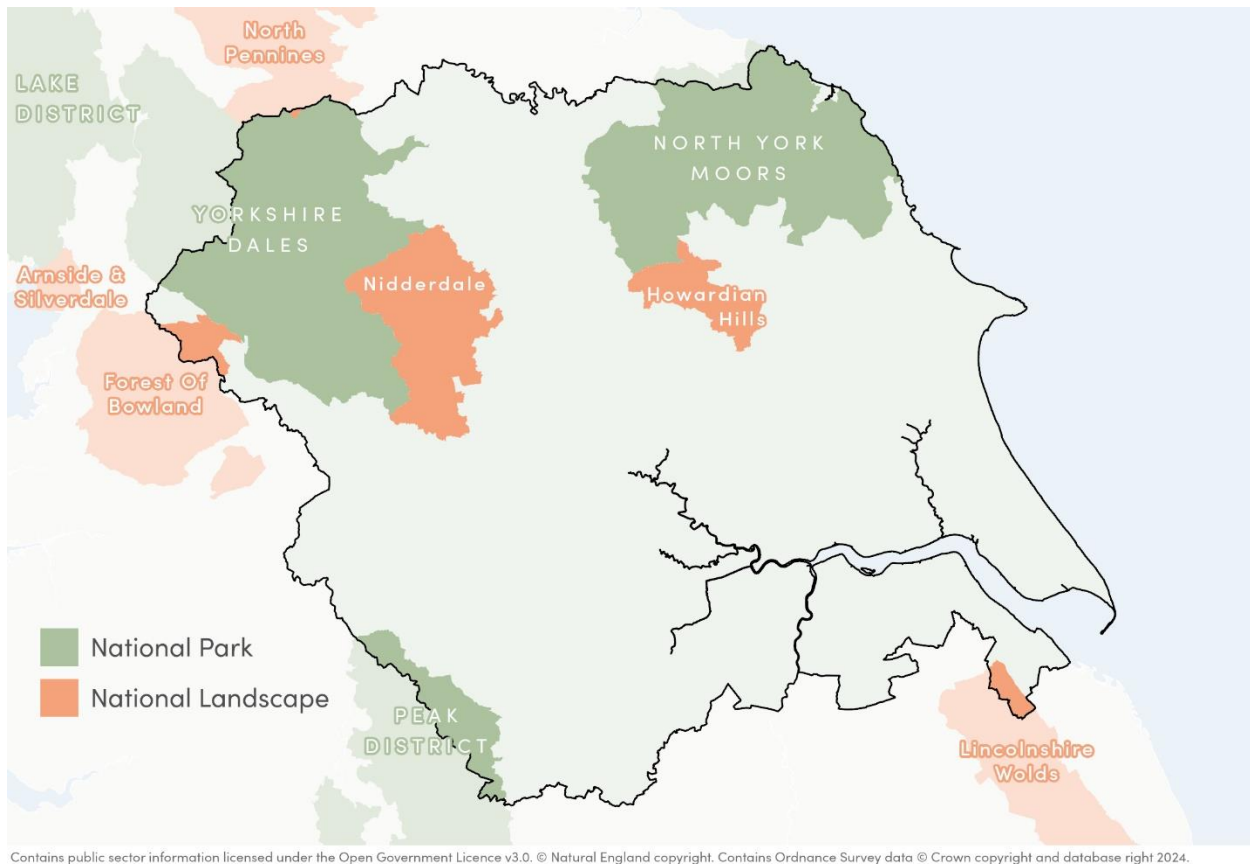 North
Pennines
LAKE
DISTRICT
NORTH YORK
MOORS
YORKSHIRE
DALES
Arnside &
Silverdale
Nidderdale
Howardian
Hills
Forest Of
Bowland
National Park
National Landscape
PEAK
DISTRICT
Lincolnshire
Wolds
Contains public sector information licensed under the Open Government Licence v3.0. © Natural England copyright. Contains Ordnance Survey data © Crown copyright and database right 2024.